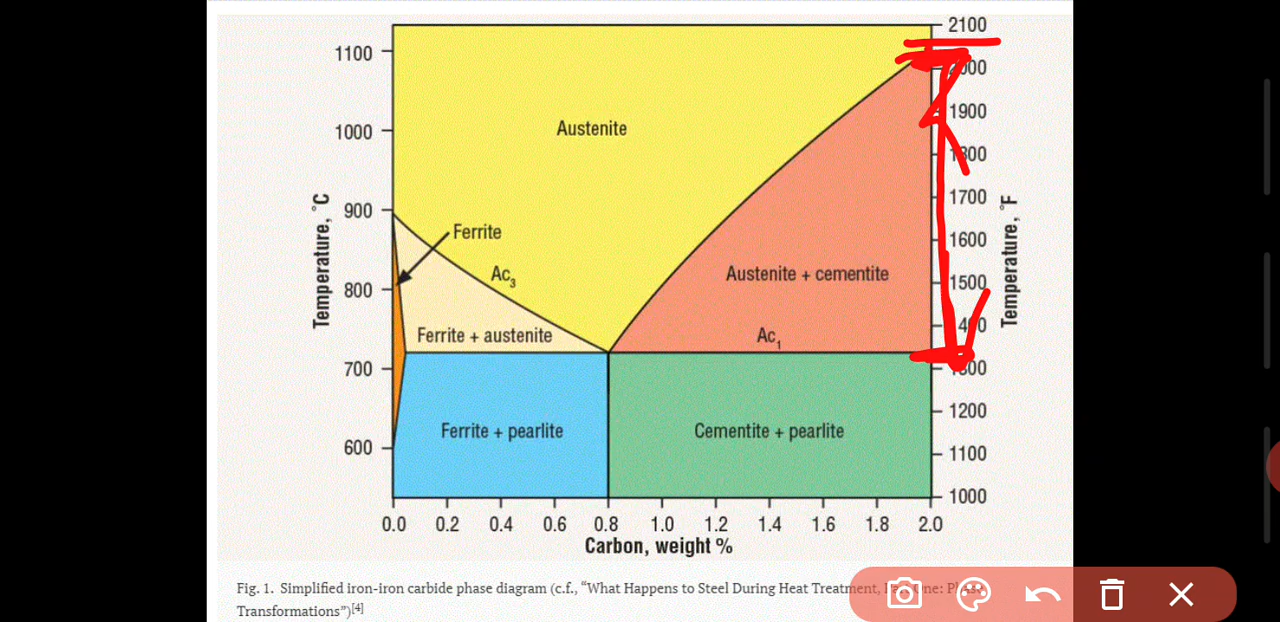 2100
1100
2000
1900
Austenite
1000
1800
1700
900
Temperature, °C
Temperature, °F
Ferrite
1600
Ac3
Austenite + cementite
800
1500
Ferrite + austenite
Ac1
700
1300
1200
Ferrite + pearlite
Cementite + pearlite
600
1100
1000
0.0 0.2 0.4 0.6 0.8 1.0 1.2 1.4 1.6 1.8 2.0
Carbon, weight %
Fig. 1. Simplified iron-iron carbide phase diagram (c.f., “What Happens to Steel During Heat Treatment, Part One: Phase
Transformations”)[4]